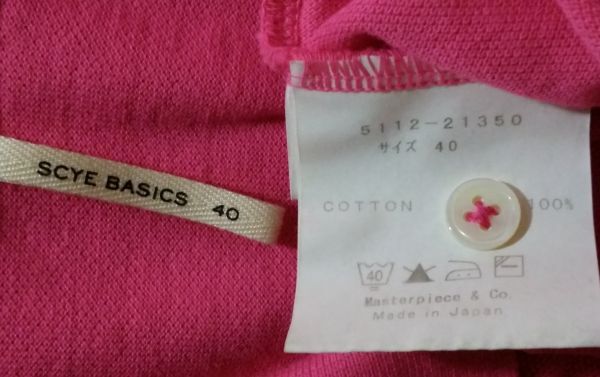 SCYE BASICS 40
5112-21350
サイズ 40
COTTON 100%
40
Masterpiece & Co.
Made in Japan